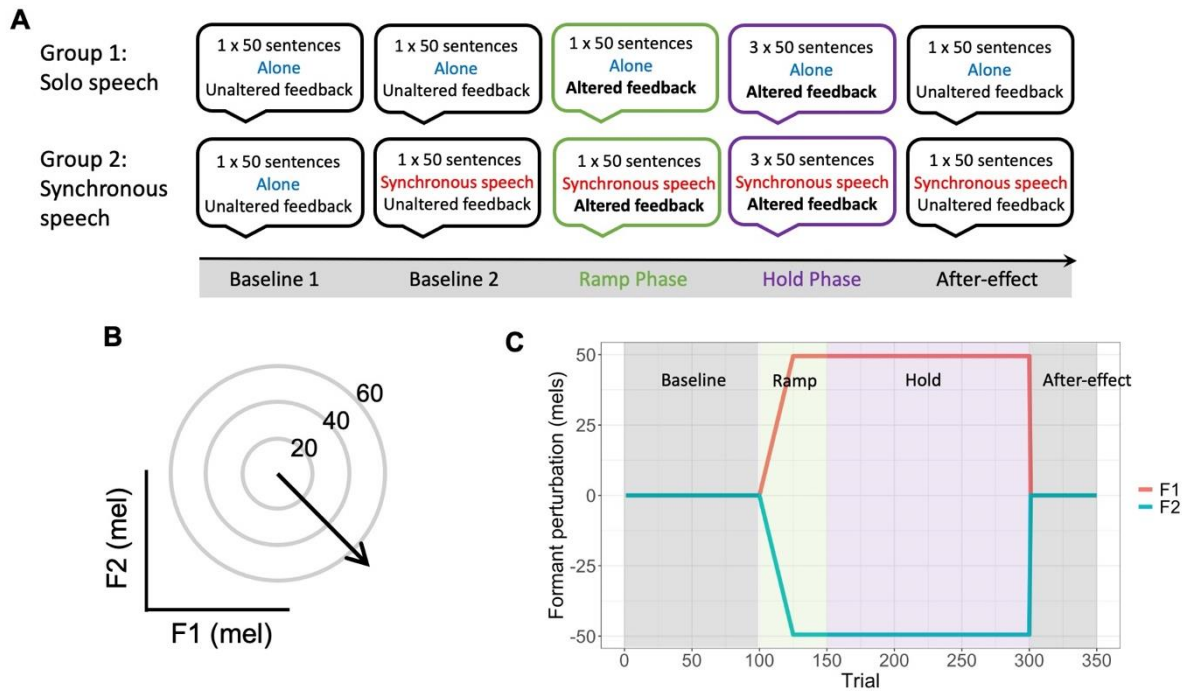 A
Group 1:
Solo speech
1 x 50 sentences
Alone
Unaltered feedback
1 x 50 sentences
Alone
Unaltered feedback
1 x 50 sentences
Alone
Altered feedback
3 x 50 sentences
Alone
Altered feedback
1 x 50 sentences
Alone
Unaltered feedback
Group 2:
Synchronous
speech
1 x 50 sentences
Alone
Unaltered feedback
1 x 50 sentences
Synchronous speech
Unaltered feedback
1 x 50 sentences
Synchronous speech
Altered feedback
3 x 50 sentences
Synchronous speech
Altered feedback
1 x 50 sentences
Synchronous speech
Unaltered feedback
Baseline 1
Baseline 2
Ramp Phase
Hold Phase
After-effect
B
60
40
20
F2 (mel)
F1 (mel)
C
Formant perturbation (mels)
50
25
0
-25
-50
Baseline
Ramp
Hold
After-effect
F1
F2
0
50
100
150
200
250
300
350
Trial